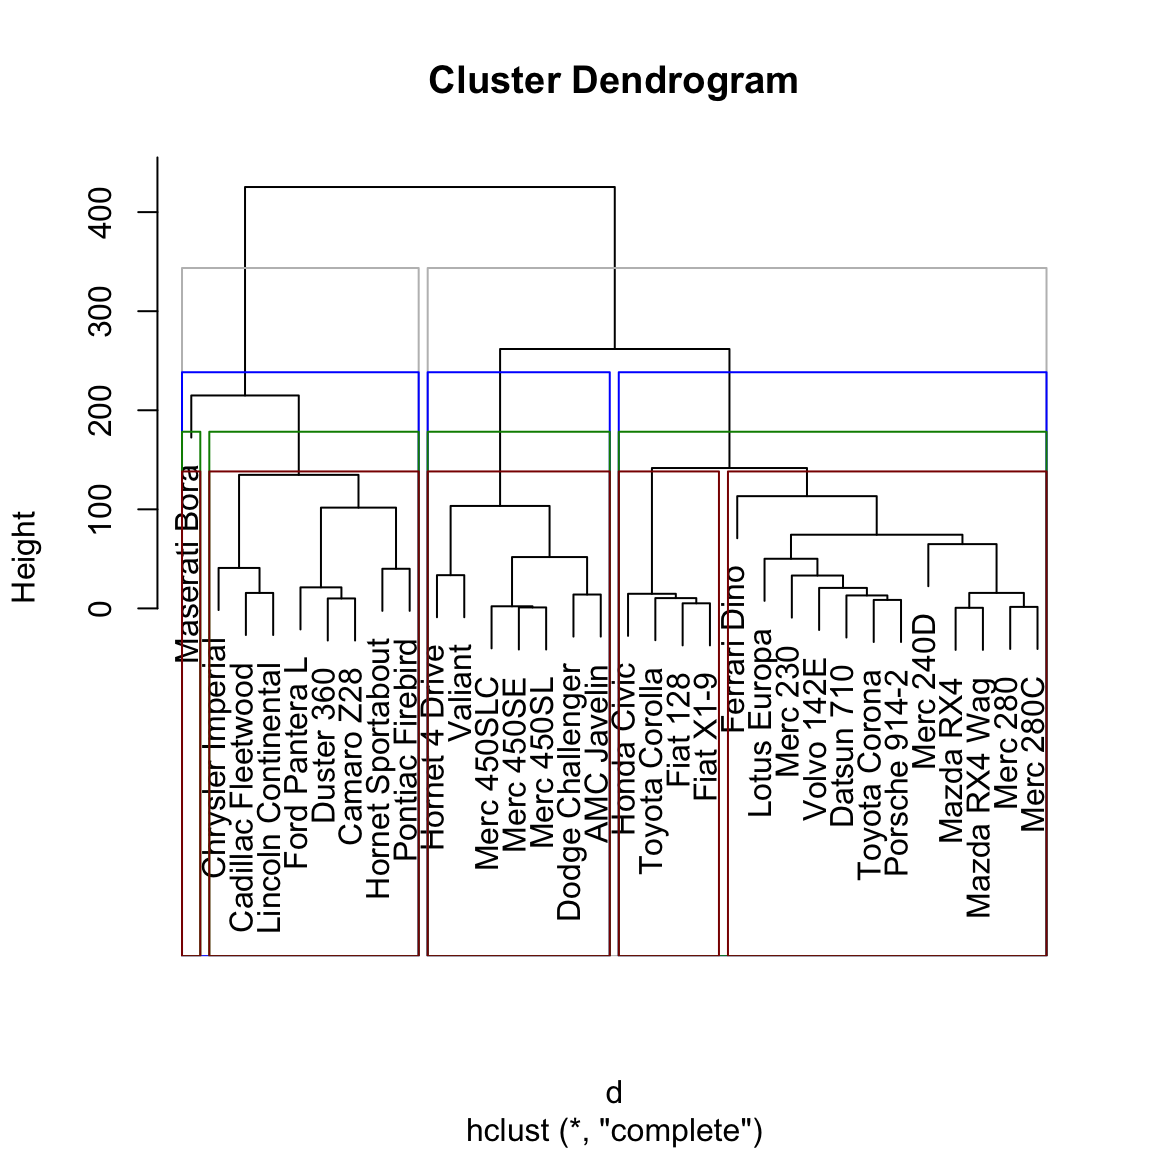 Cluster Dendrogram
Height
400
300
200
100
0
Maserati Bora
Chrysler Imperial
Cadillac Fleetwood
Lincoln Continental
Ford Pantera L
Duster 360
Camaro Z28
Hornet Sportabout
Pontiac Firebird
Hornet 4 Drive
Valiant
Merc 450SLC
Merc 450SE
Merc 450SL
Dodge Challenger
AMC Javelin
Honda Civic
Toyota Corolla
Fiat 128
Fiat X1-9
Ferrari Dino
Lotus Europa
Merc 230
Volvo 142E
Datsun 710
Toyota Corona
Porsche 914-2
Merc 240D
Mazda RX4
Mazda RX4 Wag
Merc 280
Merc 280C
d
hclust (*, "complete")